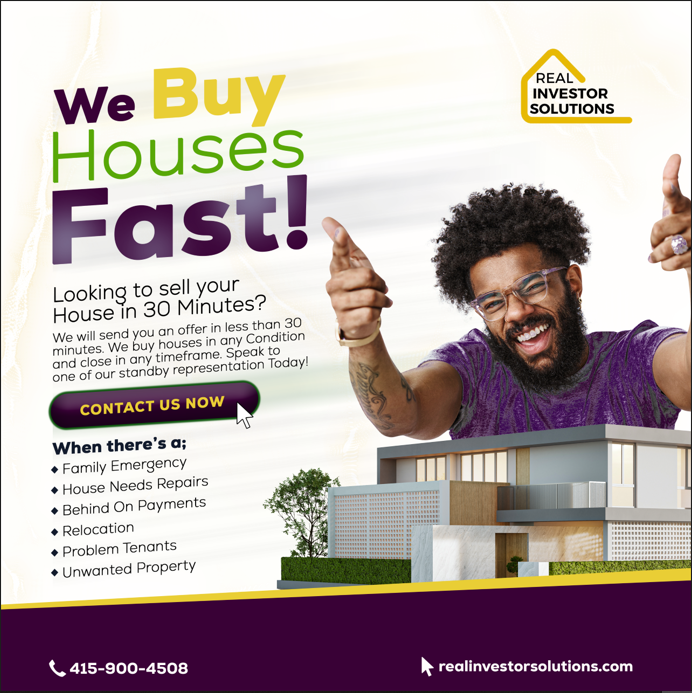 We Buy
Houses
Fast!
REAL
INVESTOR
SOLUTIONS
Looking to sell your
House in 30 Minutes?
We will send you an offer in less than 30
minutes. We buy houses in any Condition
and close in any timeframe. Speak to
one of our standby representation Today!
CONTACT US NOW
When there's a;
Family Emergency
House Needs Repairs
Behind On Payments
Relocation
Problem Tenants
Unwanted Property
415-900-4508
realinvestorsolutions.com